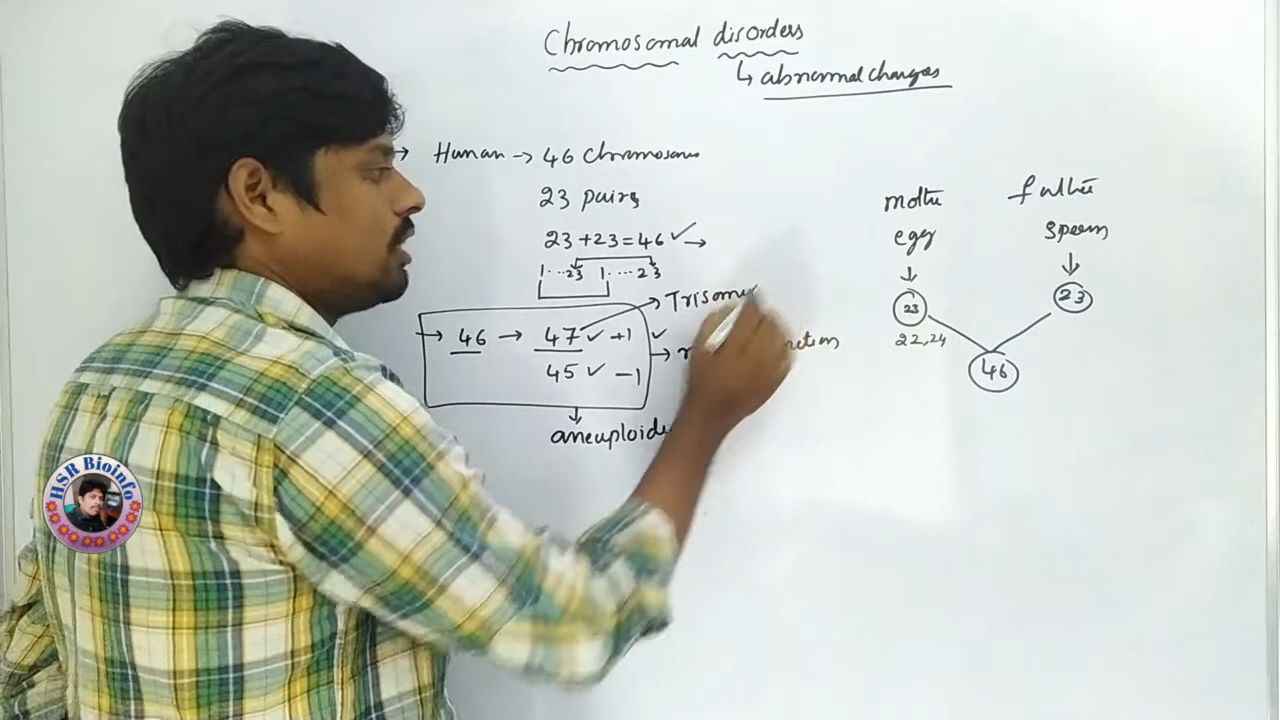 Chromosomal disorders
↳ abnormal changes
→ Human → 46 Chromosomes
23 pairs
23 + 23 = 46 ✓ →
1 ... 23 1 .... 23
→ 46 → 47 ✓ +1 ✓
45 ✓ -1
→ Trisomy
aneuploidy
mother
egg
23
22, 24
father
sperm
23
46
HSR Bioinfo